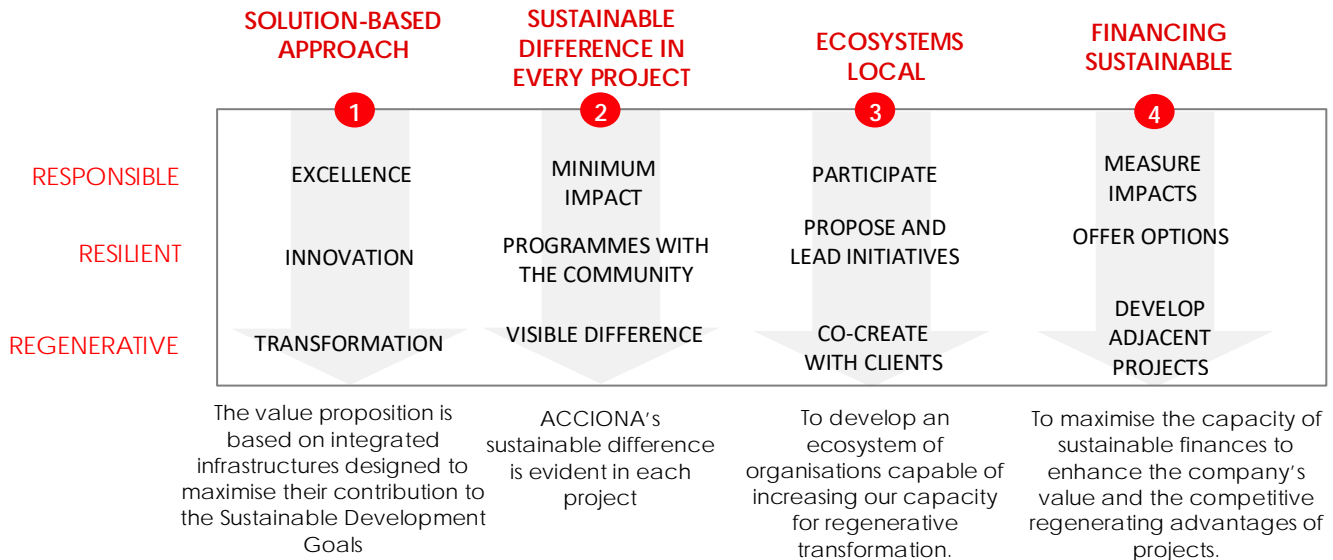 SOLUTION-BASED
APPROACH
SUSTAINABLE
DIFFERENCE IN
EVERY PROJECT
ECOSYSTEMS
LOCAL
FINANCING
SUSTAINABLE
1
2
3
4
RESPONSIBLE
EXCELLENCE
MINIMUM
IMPACT
PARTICIPATE
MEASURE
IMPACTS
RESILIENT
INNOVATION
PROGRAMMES WITH
THE COMMUNITY
PROPOSE AND
LEAD INITIATIVES
OFFER OPTIONS
REGENERATIVE
TRANSFORMATION
VISIBLE DIFFERENCE
CO-CREATE
WITH CLIENTS
DEVELOP
ADJACENT
PROJECTS
The value proposition is
based on integrated
infrastructures designed to
maximise their contribution to
the Sustainable Development
Goals
ACCIONA's
sustainable difference
is evident in each
project
To develop an
ecosystem of
organisations capable of
increasing our capacity
for regenerative
transformation.
To maximise the capacity of
sustainable finances to
enhance the company's
value and the competitive
regenerating advantages of
projects.